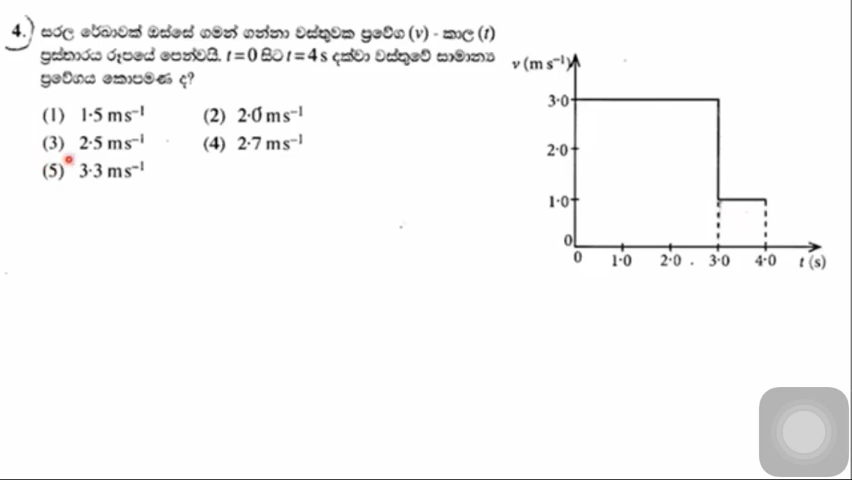 4. සරල රේඛාවක් ඔස්සේ ගමන් ගන්නා වස්තුවක ප්‍රවේග (v) - කාල (t)
ප්‍රස්තාරය රූපයේ පෙන්වයි. t = 0 සිට t = 4 s දක්වා වස්තුවේ සාමාන්‍ය
ප්‍රවේගය කොපමණ ද?
(1) 1·5 m s⁻¹ (2) 2·0 m s⁻¹
(3) 2·5 m s⁻¹ (4) 2·7 m s⁻¹
(5) 3·3 m s⁻¹
v (m s⁻¹)
3·0
2·0
1·0
0
0 1·0 2·0 3·0 4·0 t (s)